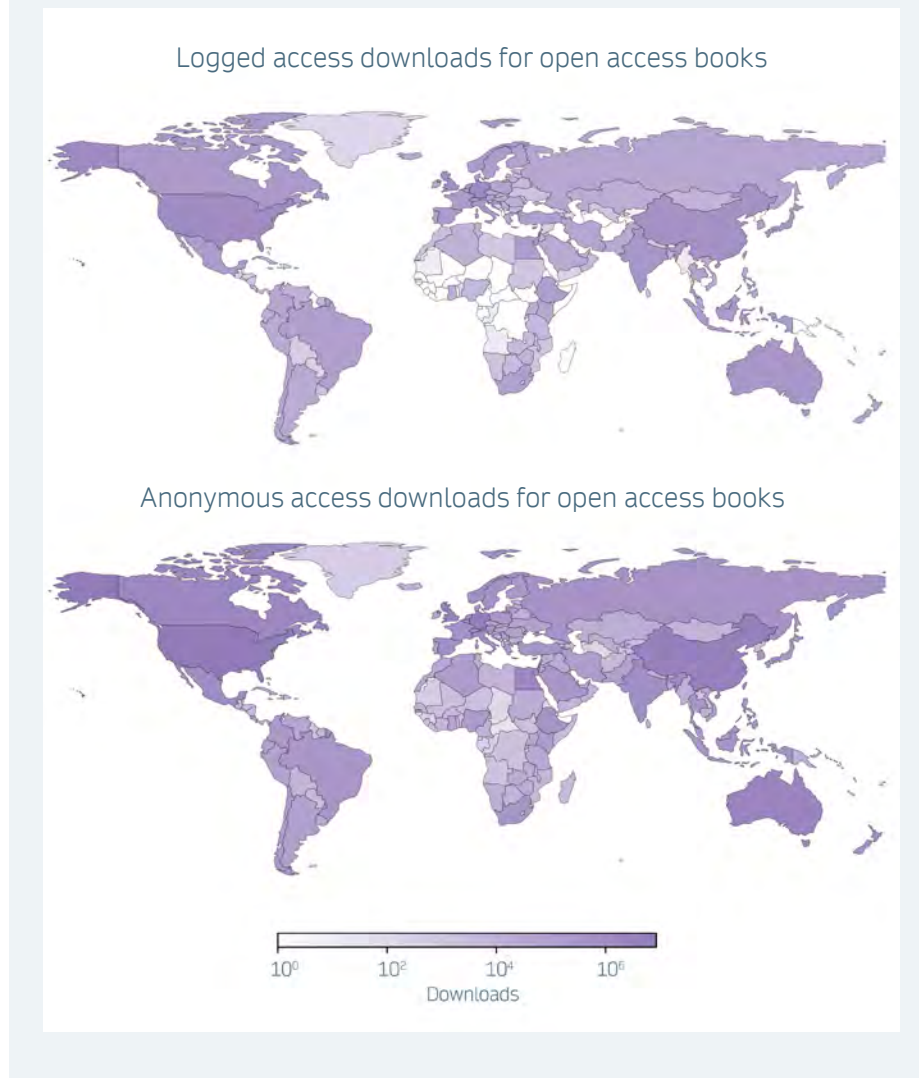 Logged access downloads for open access books
Anonymous access downloads for open access books
10⁰ 10² 10⁴ 10⁶
Downloads